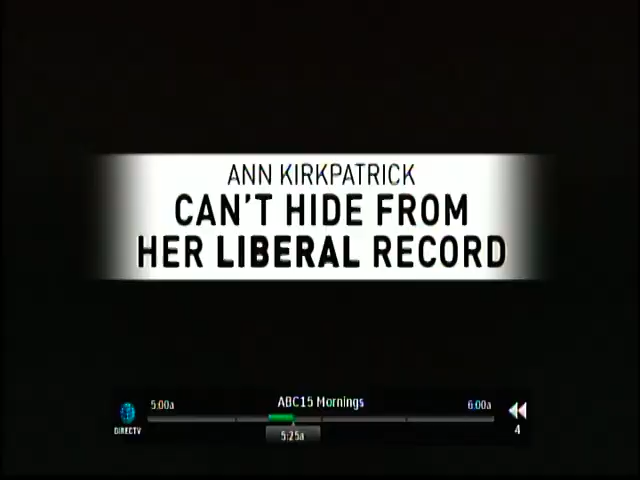 ANN KIRKPATRICK
CAN'T HIDE FROM
HER LIBERAL RECORD
ABC15 Mornings
5:00a
6:00a
DIRECTV
5:25a
4